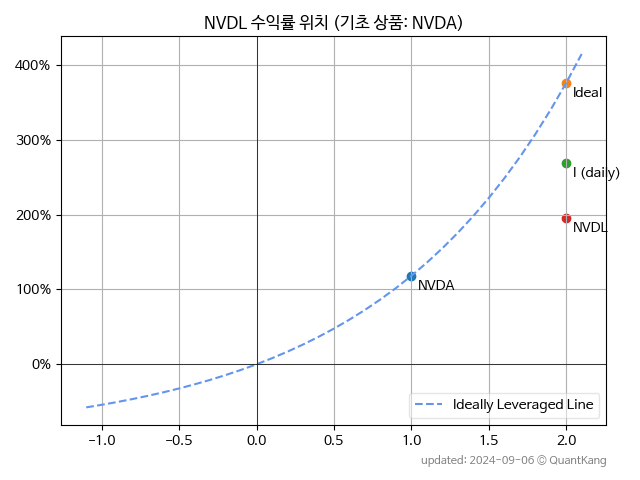 NVDL 수익률 위치 (기초 상품: NVDA)
400%
300%
200%
100%
0%
Ideal
I (daily)
NVDL
NVDA
Ideally Leveraged Line
−1.0 −0.5 0.0 0.5 1.0 1.5 2.0
updated: 2024-09-06 © QuantKang